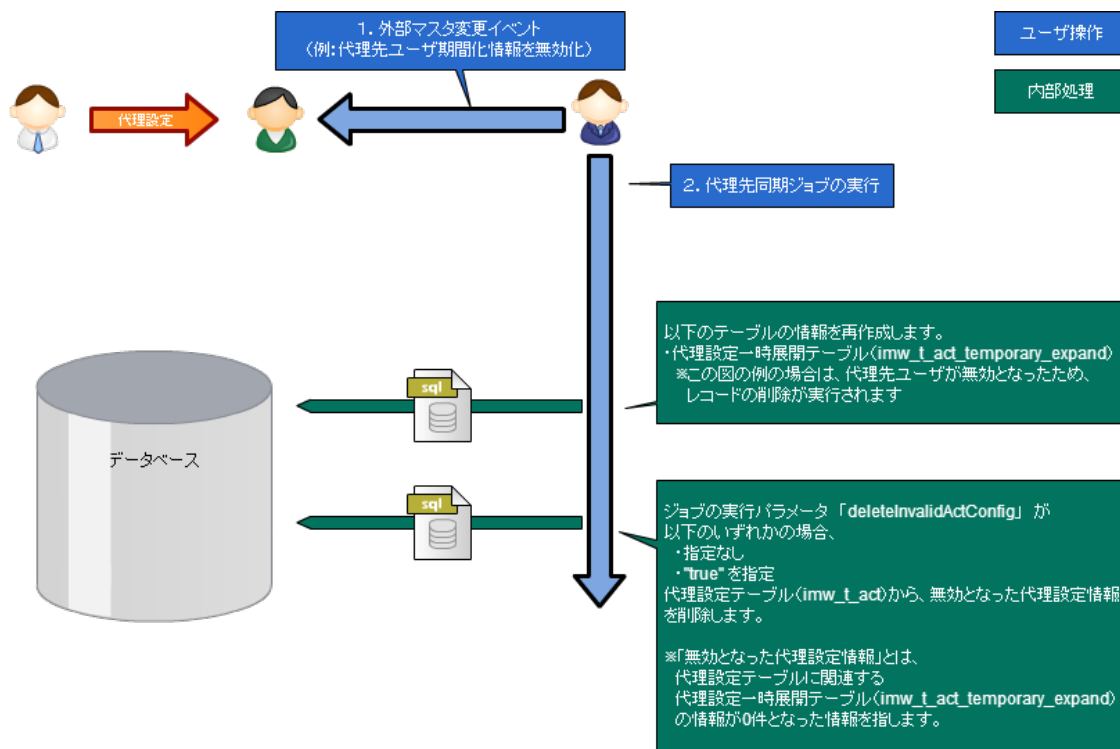 1. 外部マスタ変更イベント
（例：代理先ユーザ期間化情報を無効化）
ユーザ操作
内部処理
代理設定
2. 代理先同期ジョブの実行
以下のテーブルの情報を再作成します。
・代理設定一時展開テーブル（imw_t_act_temporary_expand）
※この図の例の場合は、代理先ユーザが無効となったため、
レコードの削除が実行されます
sql
データベース
sql
ジョブの実行パラメータ「deleteInvalidActConfig」が
以下のいずれかの場合、
・指定なし
・"true" を指定
代理設定テーブル（imw_t_act）から、無効となった代理設定情報
を削除します。
※「無効となった代理設定情報」とは、
代理設定テーブルに関連する
代理設定一時展開テーブル（imw_t_act_temporary_expand）
の情報が0件となった情報を指します。